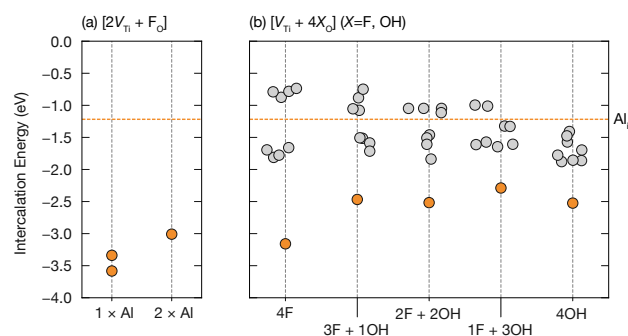 (a) [2V_Ti + F_O]
(b) [V_Ti + 4X_O] (X=F, OH)
Intercalation Energy (eV)
0.0
−0.5
−1.0
−1.5
−2.0
−2.5
−3.0
−3.5
−4.0
Al_i
1 × Al
2 × Al
4F
3F + 1OH
2F + 2OH
1F + 3OH
4OH